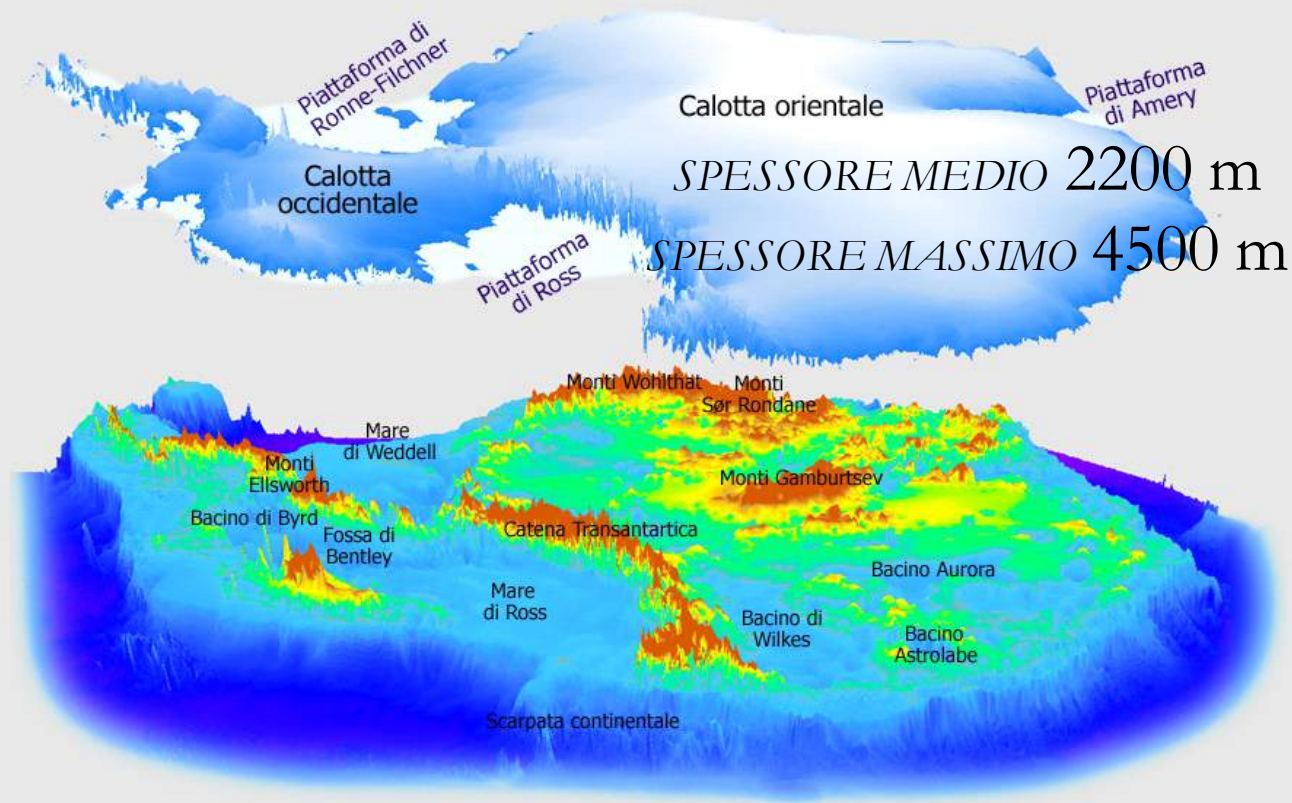 Piattaforma di
Ronne-Filchner
Calotta orientale
Piattaforma
di Amery
SPESSORE MEDIO 2200 m
Calotta
occidentale
SPESSORE MASSIMO 4500 m
Piattaforma
di Ross
Monti Wohlthat
Monti
Sør Rondane
Mare
di Weddell
Monti
Ellsworth
Monti Gamburtsev
Bacino di Byrd
Fossa di
Bentley
Catena Transantartica
Bacino Aurora
Mare
di Ross
Bacino di
Wilkes
Bacino
Astrolabe
Scarpata continentale